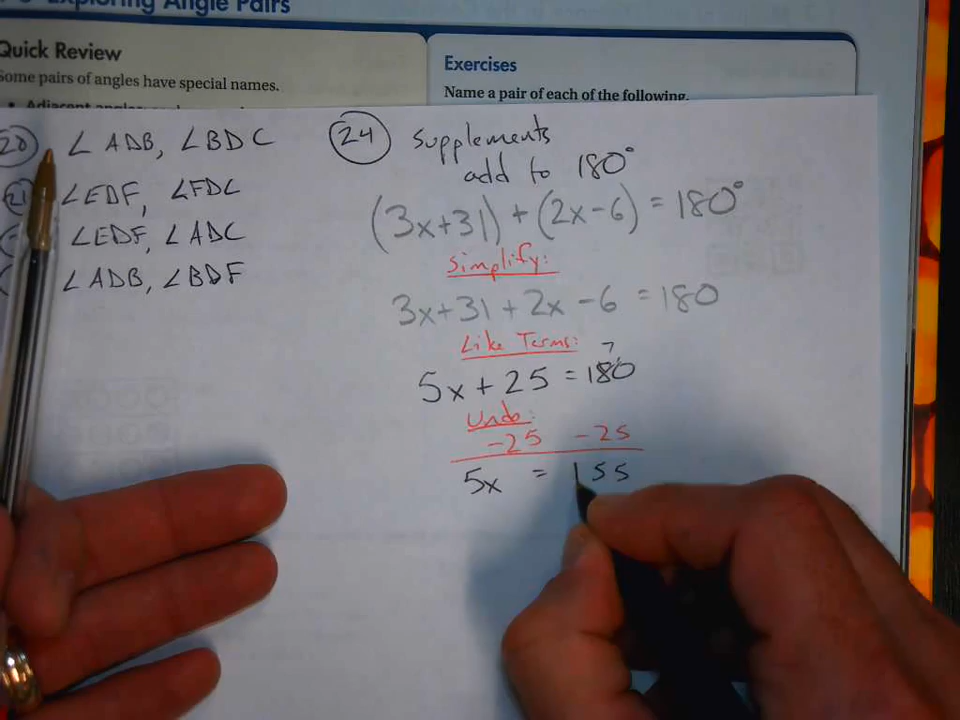 Exploring Angle Pairs
Quick Review
Some pairs of angles have special names.
Exercises
Name a pair of each of the following.
20 ∠ADB, ∠BDC
21 ∠EDF, ∠FDC
∠EDF, ∠ADC
∠ADB, ∠BDF
24 Supplements
add to 180°
(3x+31) + (2x-6) = 180°
Simplify:
3x+31 + 2x -6 = 180
Like Terms:
7
5x + 25 = 180
Undo:
-25 -25
5x = 155